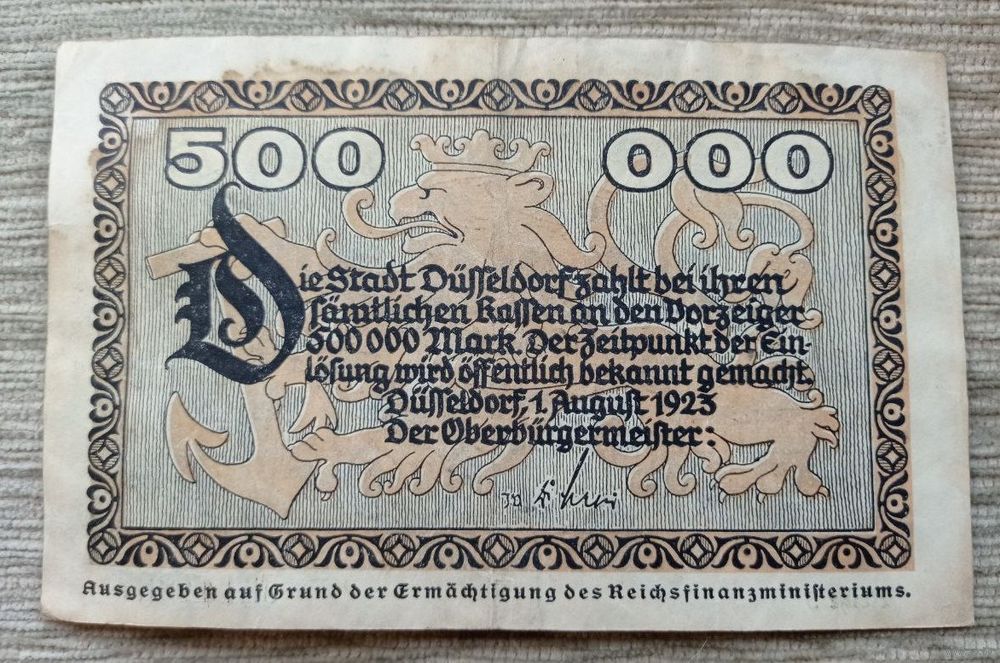 500 000
Die Stadt Düsseldorf zahlt bei ihren
sämtlichen Kassen an den Vorzeiger
500 000 Mark. Der Zeitpunkt der Ein-
lösung wird öffentlich bekannt gemacht.
Düsseldorf, 1. August 1923
Der Oberbürgermeister:
Ausgegeben auf Grund der Ermächtigung des Reichsfinanzministeriums.